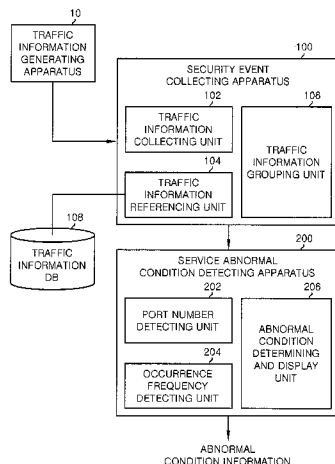 10
TRAFFIC
INFORMATION
GENERATING
APPARATUS
100
SECURITY EVENT
COLLECTING APPARATUS
102
TRAFFIC
INFORMATION
COLLECTING UNIT
104
TRAFFIC
INFORMATION
REFERENCING UNIT
106
TRAFFIC
INFORMATION
GROUPING UNIT
108
TRAFFIC
INFORMATION
DB
200
SERVICE ABNORMAL
CONDITION DETECTING APPARATUS
202
PORT NUMBER
DETECTING UNIT
204
OCCURRENCE
FREQUENCY
DETECTING UNIT
206
ABNORMAL
CONDITION
DETERMINING
AND DISPLAY
UNIT
ABNORMAL
CONDITION INFORMATION